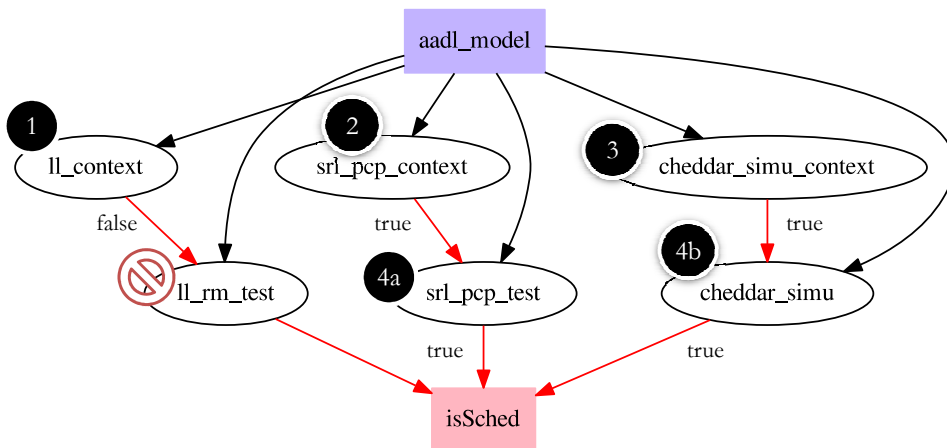 aadl_model
1
ll_context
2
srl_pcp_context
3
cheddar_simu_context
false
true
true
ll_rm_test
4a
srl_pcp_test
4b
cheddar_simu
true
true
isSched